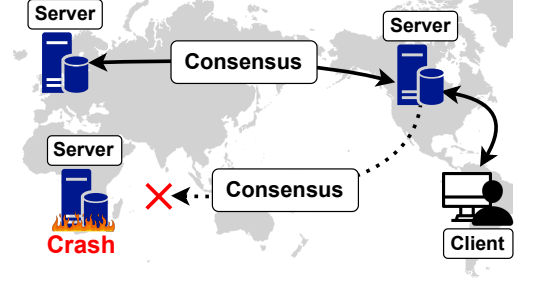 Server
Server
Consensus
Server
Consensus
Crash
Client